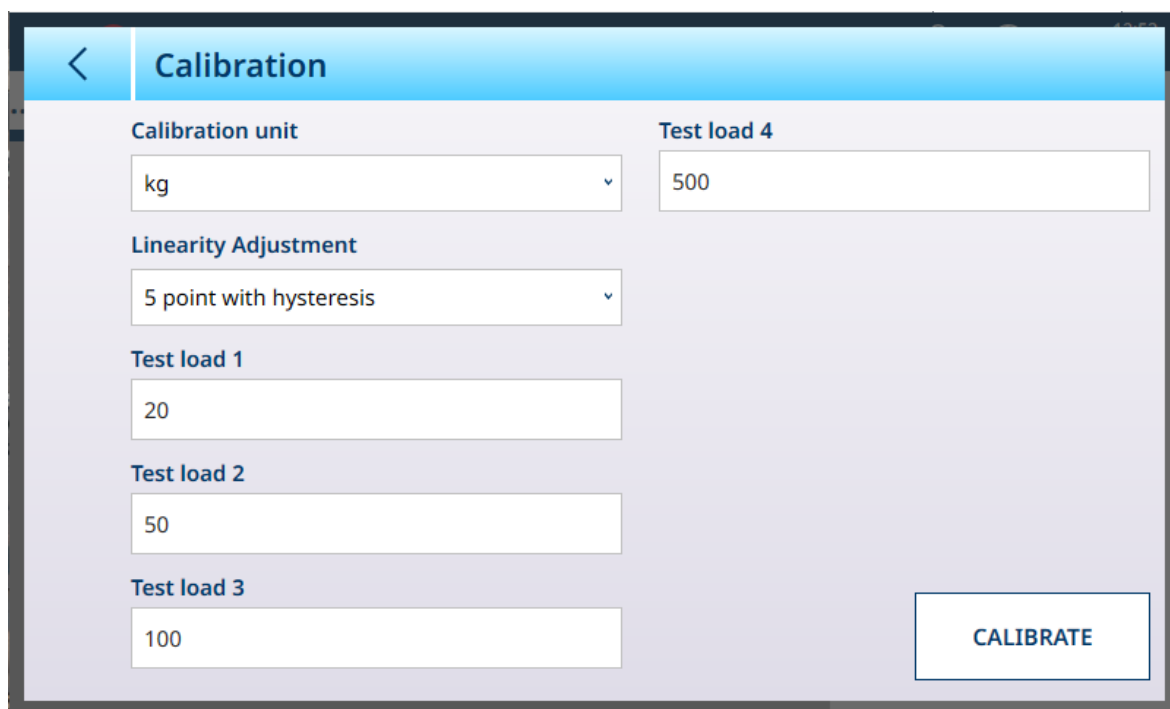 Calibration
Calibration unit
kg
Linearity Adjustment
5 point with hysteresis
Test load 1
20
Test load 2
50
Test load 3
100
Test load 4
500
CALIBRATE